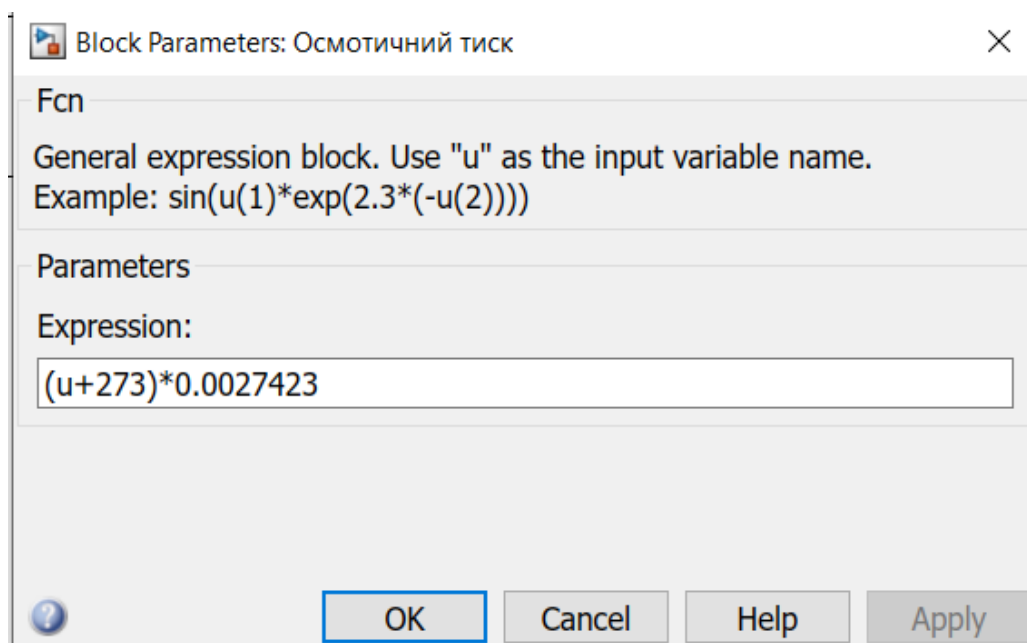 Block Parameters: Осмотичний тиск
Fcn
General expression block. Use "u" as the input variable name.
Example: sin(u(1)*exp(2.3*(-u(2))))
Parameters
Expression:
(u+273)*0.0027423
OK Cancel Help Apply